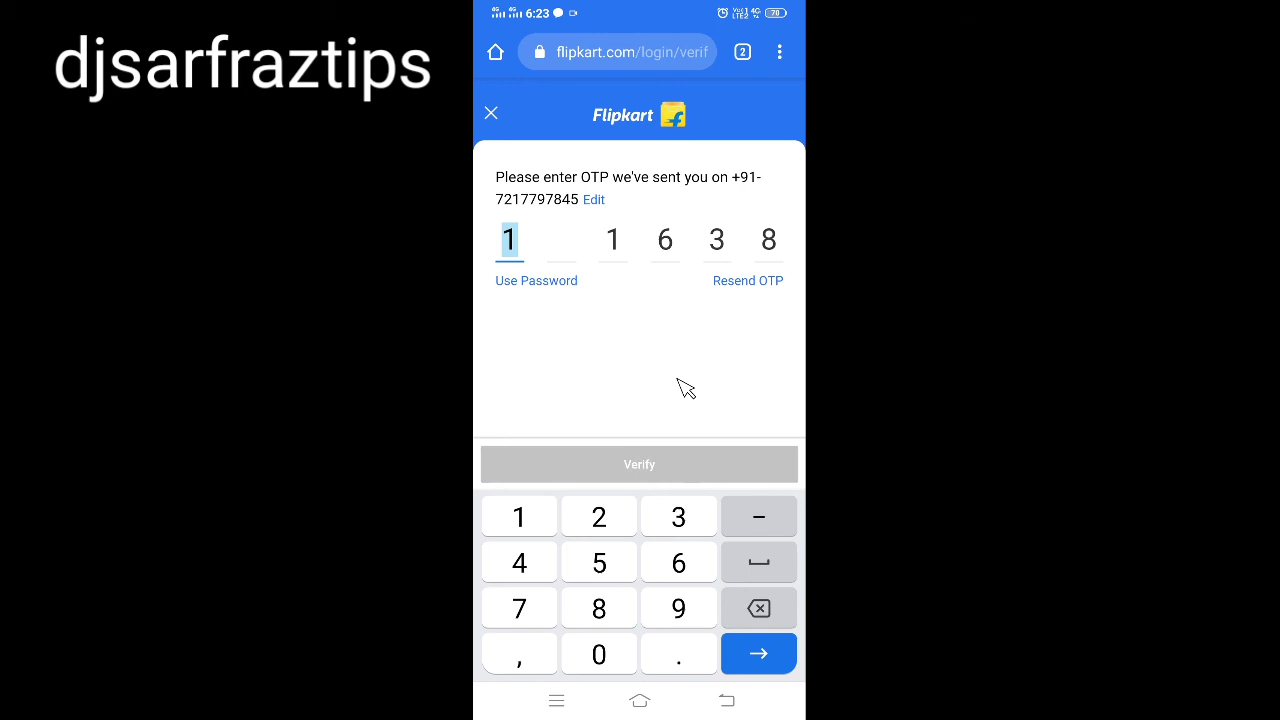 djsarfraztips
6:23
70
flipkart.com/login/verif
2
Flipkart
Please enter OTP we've sent you on +91-
7217797845 Edit
1 1 6 3 8
Use Password Resend OTP
Verify
1 2 3 -
4 5 6
7 8 9
, 0 .